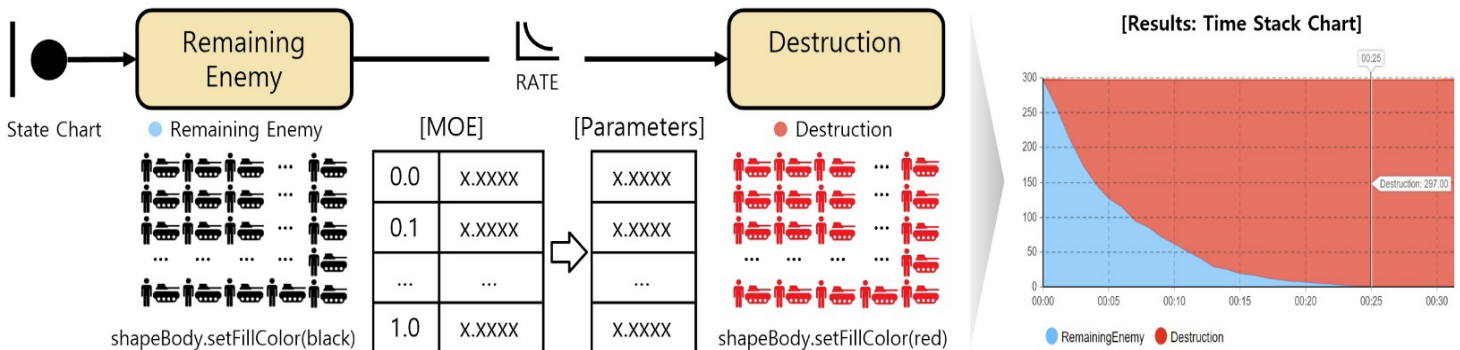 Remaining
Enemy
RATE
Destruction
State Chart
Remaining Enemy
[MOE]
[Parameters]
Destruction
0.0 x.xxxx
0.1 x.xxxx
... ...
1.0 x.xxxx
x.xxxx
x.xxxx
...
x.xxxx
... ... ... ...
... ... ... ...
shapeBody.setFillColor(black)
shapeBody.setFillColor(red)
[Results: Time Stack Chart]
00:25
300
250
200
150
100
50
0
Destruction: 297.00
00:00 00:05 00:10 00:15 00:20 00:25 00:30
RemainingEnemy Destruction